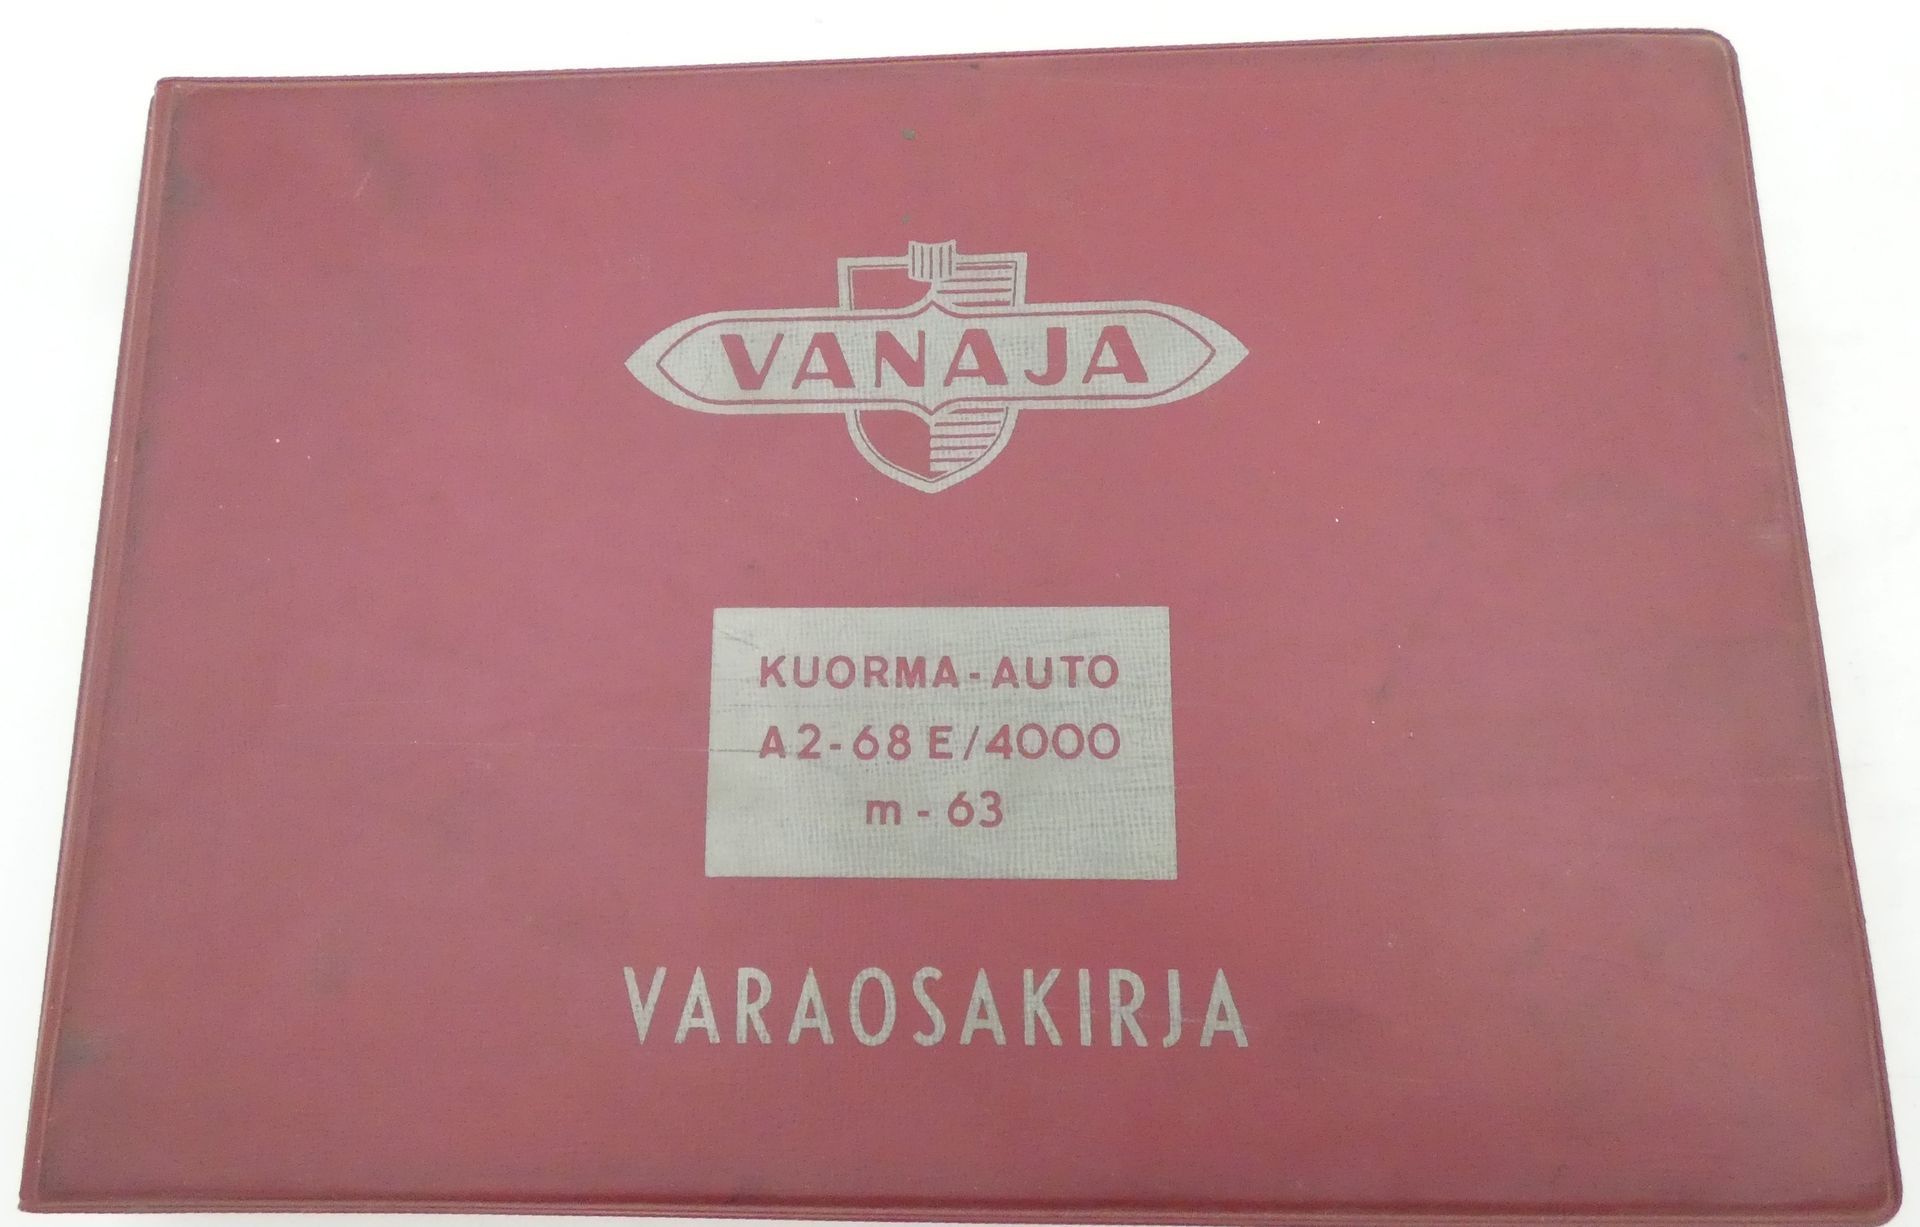 VANAJA
KUORMA-AUTO
A2-68 E/4000
m-63
VARAOSAKIRJA